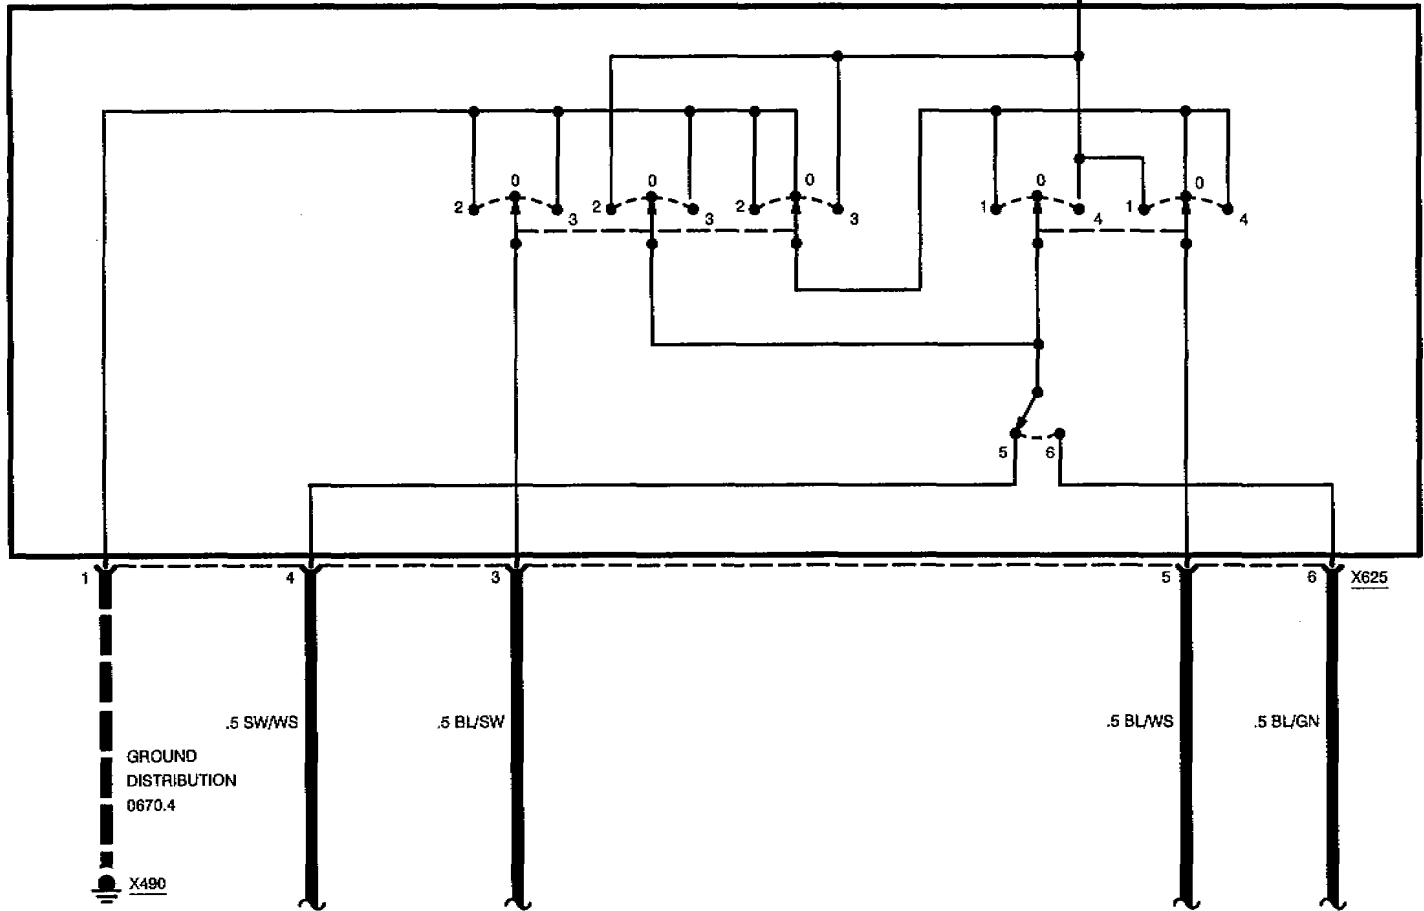 0 0 0 0 0
2 3 2 3 2 3 1 4 1 4
5 6
1 4 3 5 6 X625
.5 SW/WS .5 BL/SW .5 BL/WS .5 BL/GN
GROUND
DISTRIBUTION
0670.4
X490